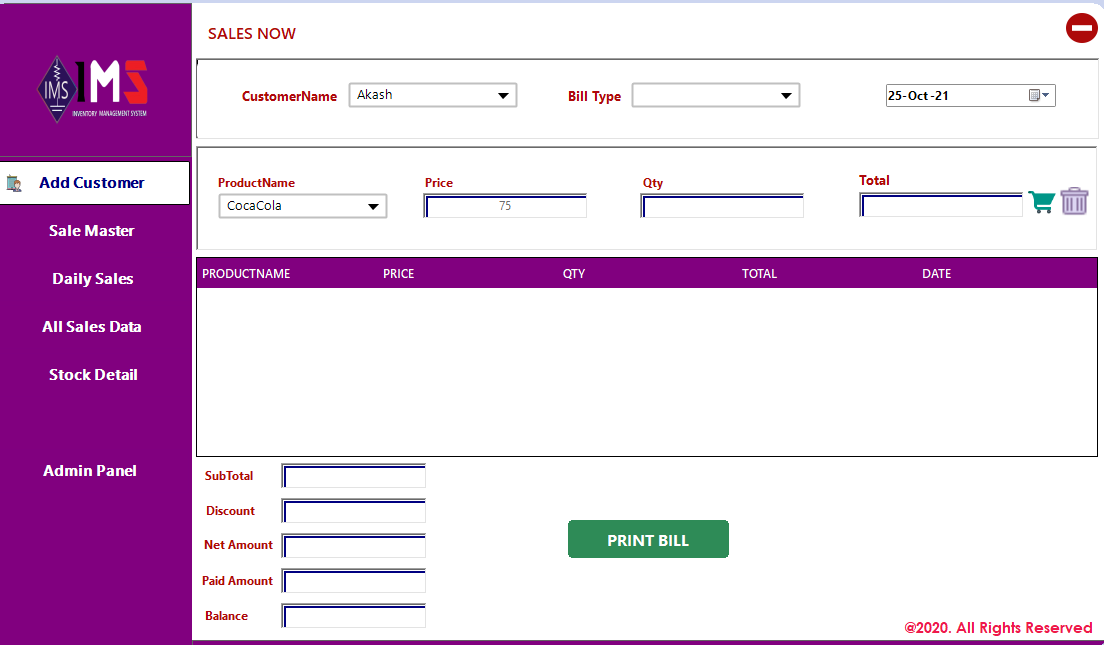 IMS
IMS
INVENTORY MANAGEMENT SYSTEM
Add Customer
Sale Master
Daily Sales
All Sales Data
Stock Detail
Admin Panel
SALES NOW
CustomerName Akash Bill Type 25-Oct-21
ProductName Price Qty Total
CocaCola 75
PRODUCTNAME PRICE QTY TOTAL DATE
SubTotal
Discount
Net Amount
Paid Amount
Balance
PRINT BILL
@2020. All Rights Reserved